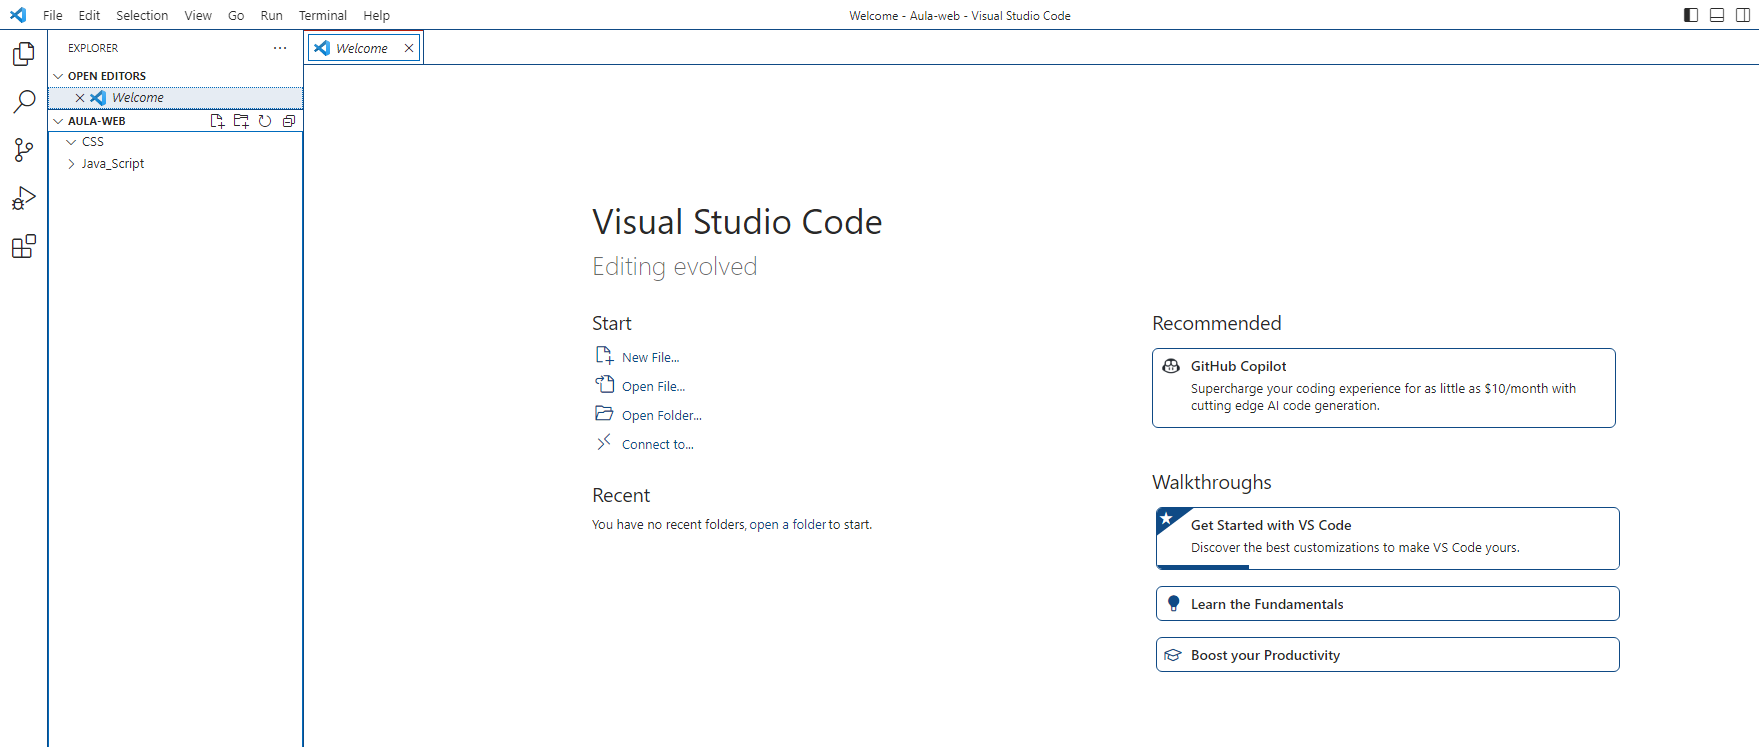 File Edit Selection View Go Run Terminal Help
Welcome - Aula-web - Visual Studio Code
EXPLORER
OPEN EDITORS
Welcome
AULA-WEB
CSS
Java_Script
Welcome
Visual Studio Code
Editing evolved
Start
New File...
Open File...
Open Folder...
Connect to...
Recent
You have no recent folders, open a folder to start.
Recommended
GitHub Copilot
Supercharge your coding experience for as little as $10/month with
cutting edge AI code generation.
Walkthroughs
Get Started with VS Code
Discover the best customizations to make VS Code yours.
Learn the Fundamentals
Boost your Productivity